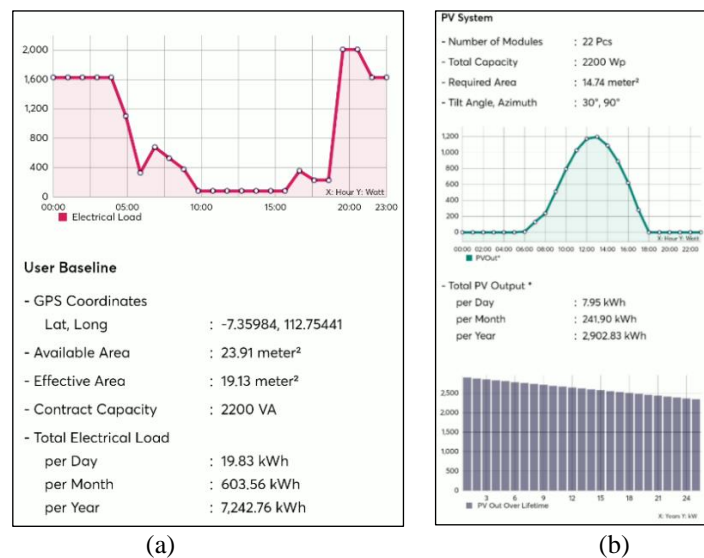 2,000
1,600
1,200
800
400
0
X: Hour Y: Watt
00:00 05:00 10:00 15:00 20:00 23:00
Electrical Load
User Baseline
- GPS Coordinates
Lat, Long : -7.35984, 112.75441
- Available Area : 23.91 meter²
- Effective Area : 19.13 meter²
- Contract Capacity : 2200 VA
- Total Electrical Load
per Day : 19.83 kWh
per Month : 603.56 kWh
per Year : 7,242.76 kWh
(a)
PV System
- Number of Modules : 22 Pcs
- Total Capacity : 2200 Wp
- Required Area : 14.74 meter²
- Tilt Angle, Azimuth : 30°, 90°
1200
1000
800
600
400
200
0
X: Hour Y: Watt
00:00 02:00 04:00 06:00 08:00 10:00 12:00 14:00 16:00 18:00 20:00 22:00
PVOut*
- Total PV Output *
per Day : 7.95 kWh
per Month : 241.90 kWh
per Year : 2,902.83 kWh
2,500
2,000
1,500
1,000
500
0
3 6 9 12 15 18 21 24
PV Out Over Lifetime
X: Years Y: kW
(b)